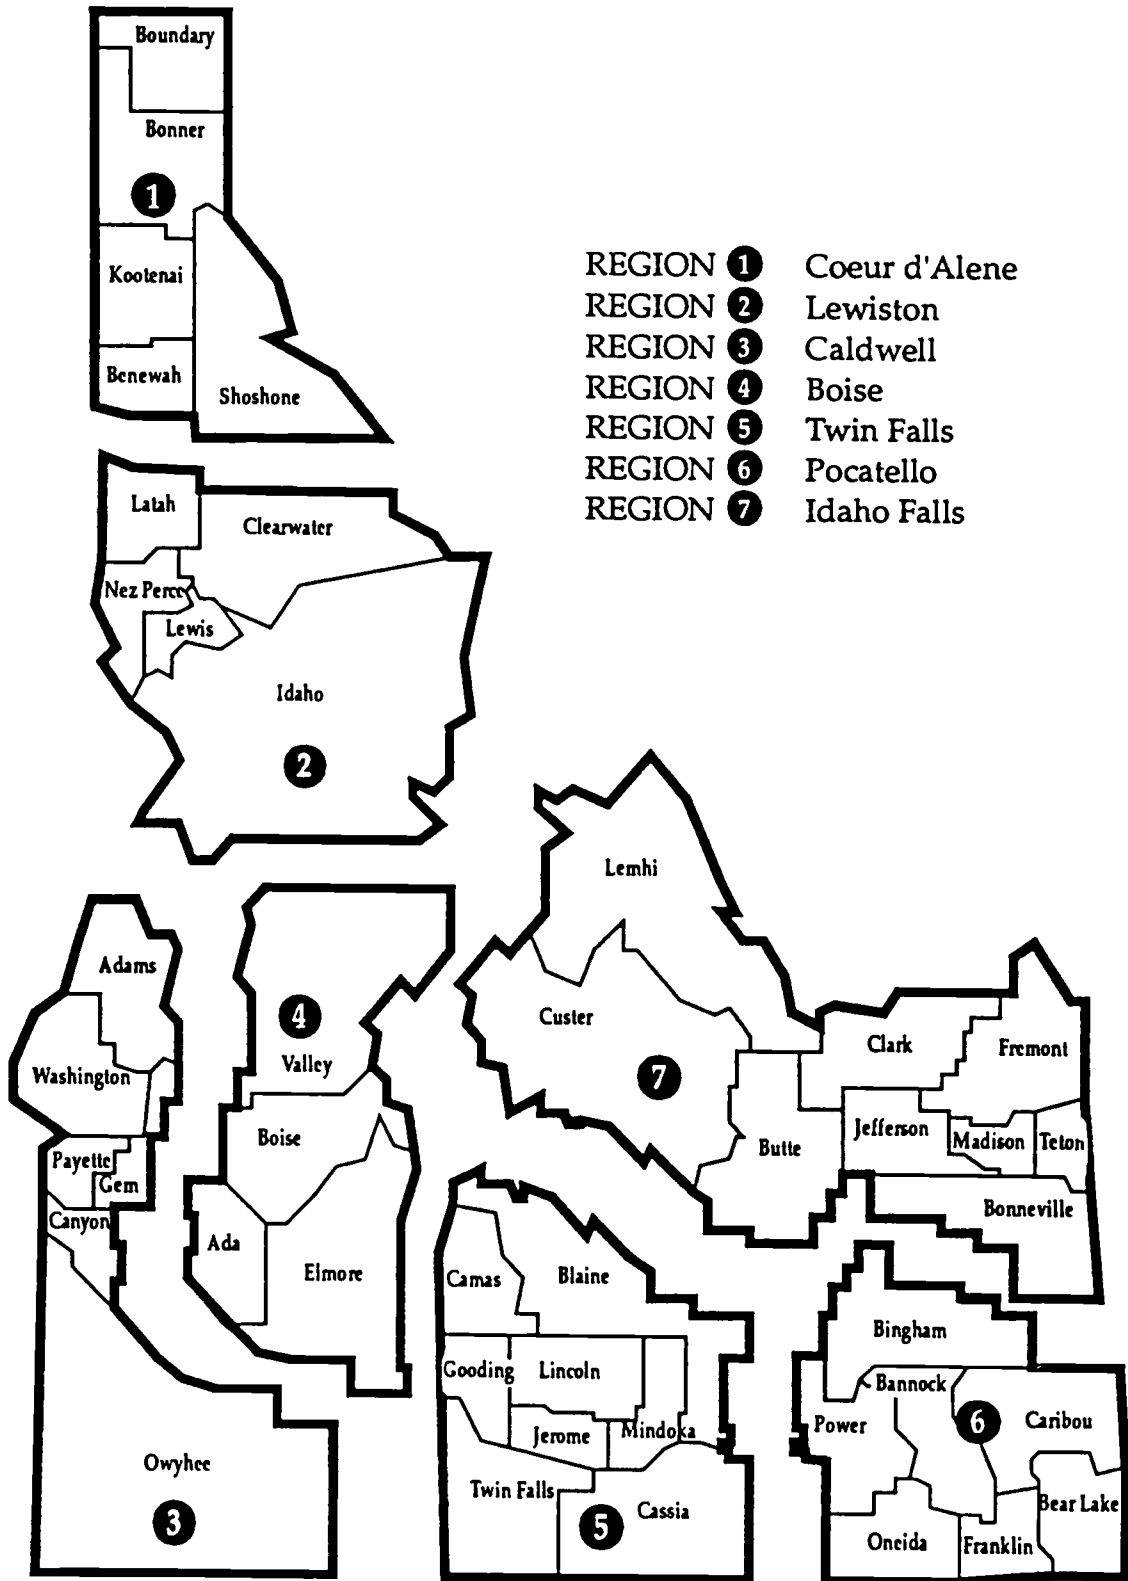 Boundary
Bonner
1
Kootenai
Benewah
Shoshone
REGION 1 Coeur d'Alene
REGION 2 Lewiston
REGION 3 Caldwell
REGION 4 Boise
REGION 5 Twin Falls
REGION 6 Pocatello
REGION 7 Idaho Falls
Latah
Clearwater
Nez Perce
Lewis
Idaho
2
Adams
Washington
Payette
Gem
Canyon
Owyhee
3
4
Valley
Boise
Ada
Elmore
Lemhi
Custer
7
Clark
Fremont
Butte
Jefferson
Madison
Teton
Bonneville
Camas
Blaine
Gooding
Lincoln
Jerome
Mindoka
Twin Falls
Cassia
5
Bingham
Bannock
Power
6
Caribou
Bear Lake
Oneida
Franklin